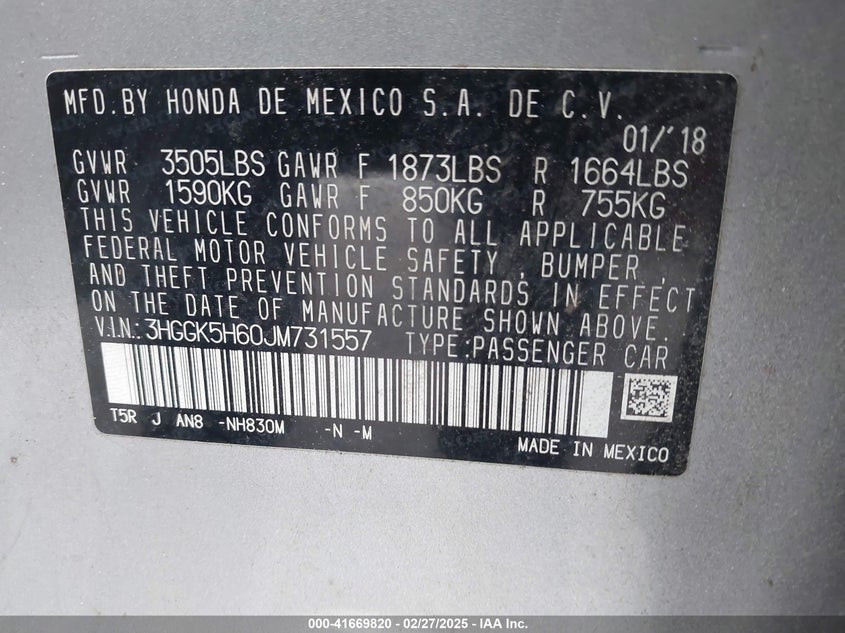 MFD.BY HONDA DE MEXICO S.A. DE C.V.
01/'18
GVWR 3505LBS GAWR F 1873LBS R 1664LBS
GVWR 1590KG GAWR F 850KG R 755KG
THIS VEHICLE CONFORMS TO ALL APPLICABLE
FEDERAL MOTOR VEHICLE SAFETY , BUMPER ,
AND THEFT PREVENTION STANDARDS IN EFFECT
ON THE DATE OF MANUFACTURE SHOWN ABOVE.
V.I.N.: 3HGGK5H60JM731557 TYPE:PASSENGER CAR
T5R J AN8 -NH830M -N -M
MADE IN MEXICO
000-41669820 - 02/27/2025 - IAA Inc.